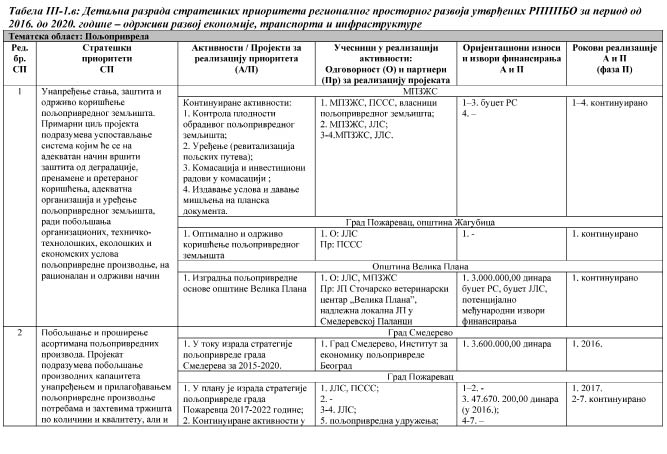 Табела III-1.в: Детаљна разрада стратешких приоритета регионалног просторног развоја утврђених РПППБО за период од
2016. до 2020. године – одрживи развој економије, транспорта и инфраструктуре
Тематска област: Пољопривреда
Ред.
бр.
СП
Стратешки
приоритети
СП
Активности / Пројекти за
реализацију приоритета
(А/П)
Учесници у реализацији
активности:
Одговорност (О) и партнери
(Пр) за реализацију пројеката
Оријентациони износи
и извори финансирања
А и П
Рокови реализације
А и П
(фаза II)
1
Унапређење стања, заштита и
одрживо коришћење
пољопривредног земљишта.
Примарни циљ пројекта
подразумева успостављање
система којим ће се на
адекватан начин вршити
заштита од деградације,
пренамене и претераног
коришћења, адекватна
организација и уређење
пољопривредног земљишта,
ради побољшања
организационих, техничко-
технолошких, еколошких и
економских услова
пољопривредне производње, на
рационалан и одрживи начин
МПЗЖС
Континуиране активности:
1. Контрола плодности
обрадивог пољопривредног
земљишта;
2. Уређење (ревитализација
пољских путева);
3. Комасација и инвестициони
радови у комасацији ;
4. Издавање услова и давање
мишљења на планска
документа.
1. МПЗЖС, ПССС, власници
пољопривредног земљишта;
2. МПЗЖС, ЈЛС;
3-4.МПЗЖС, ЈЛС.
1–3. буџет РС
4. –
1–4. континуирано
Град Пожаревац, општина Жагубица
1. Оптимално и одрживо
коришћење пољопривредног
земљишта
1. О: ЈЛС
Пр: ПССС
1. -
1. континуирано
Општина Велика Плана
1. Изградња пољопривредне
основе општине Велика Плана
1. О: ЈЛС, МПЗЖС
Пр: ЈП Сточарско ветеринарски
центар „Велика Плана”,
надлежна локална ЈП у
Смедеревској Паланци
1. 3.000.000,00 динара
буџет РС, буџет ЈЛС,
потенцијално
међународни извори
финансирања
1. континуирано
2
Побољшање и проширење
асортимана пољопривредних
производа. Пројекат
подразумева побољшање
производних капацитета
унапређењем и прилагођавањем
пољопривредне производње
потребама и захтевима тржишта
по количини и квалитету, али и
Град Смедерево
1. У току израда стратегије
пољопривреде града
Смедерева за 2015-2020.
1. Град Смедерево, Институт за
економику пољопривреде
Београд
1. 3.600.000,00 динара
1. 2016.
Град Пожаревац
1. У плану је израда стратегије
пољопривреде града
Пожаревца 2017-2022 године;
2. Континуиране активности у
1. ЈЛС, ПССС;
2. -
3-4. ЈЛС;
5. пољопривредна удружења;
1–2. -
3. 47.670. 200,00 динара
(у 2016.);
4-7. –
1. 2017.
2-7. континуирано